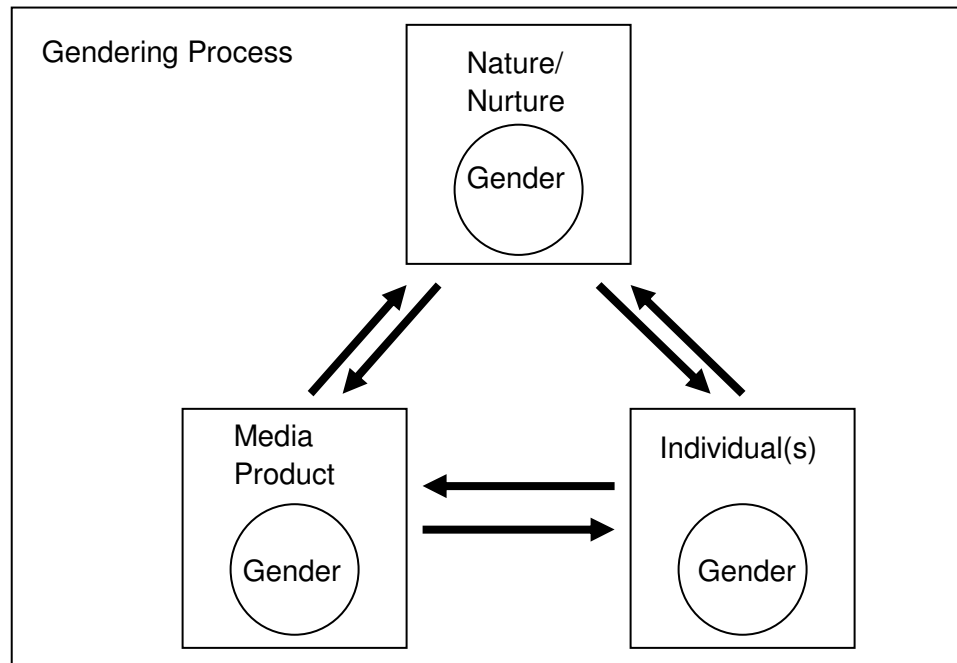 Gendering Process
Nature/
Nurture
Gender
Media
Product
Gender
Individual(s)
Gender